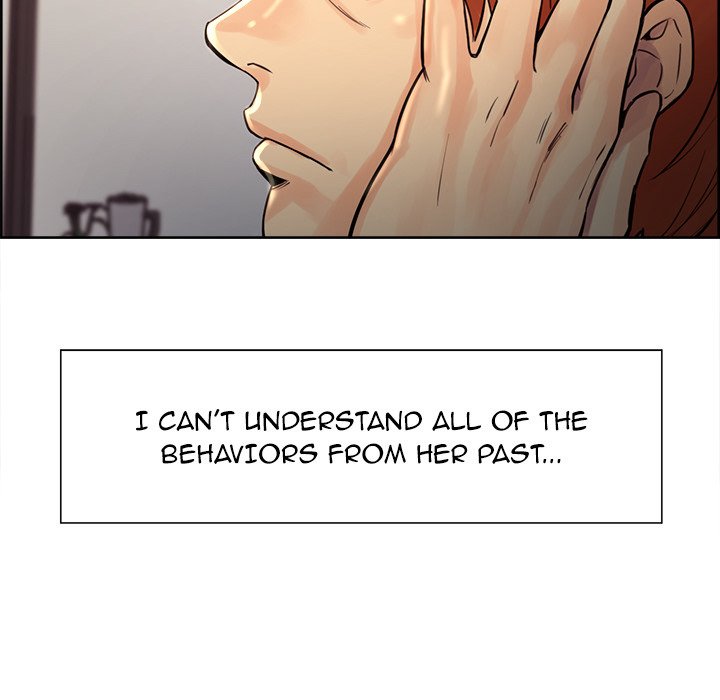 I CAN'T UNDERSTAND ALL OF THE
BEHAVIORS FROM HER PAST...